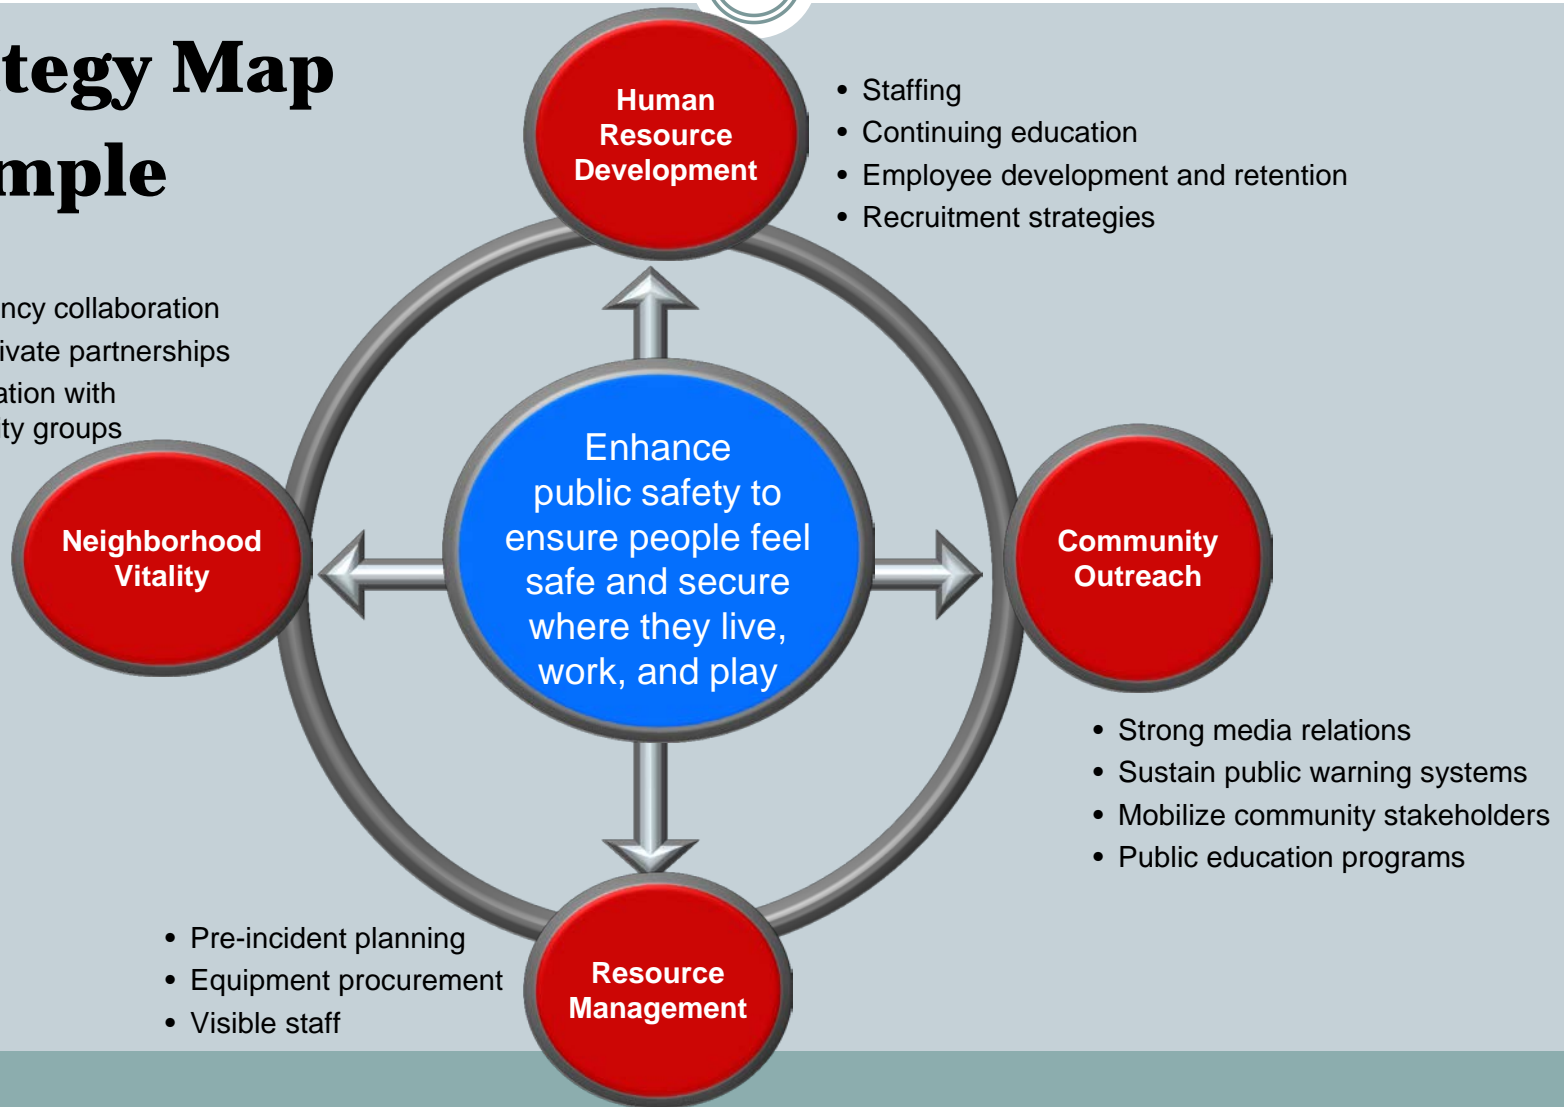 tegy Map
mple
Human
Resource
Development
• Staffing
• Continuing education
• Employee development and retention
• Recruitment strategies
ncy collaboration
ivate partnerships
ation with
ity groups
Neighborhood
Vitality
Enhance
public safety to
ensure people feel
safe and secure
where they live,
work, and play
Community
Outreach
• Strong media relations
• Sustain public warning systems
• Mobilize community stakeholders
• Public education programs
• Pre-incident planning
• Equipment procurement
• Visible staff
Resource
Management